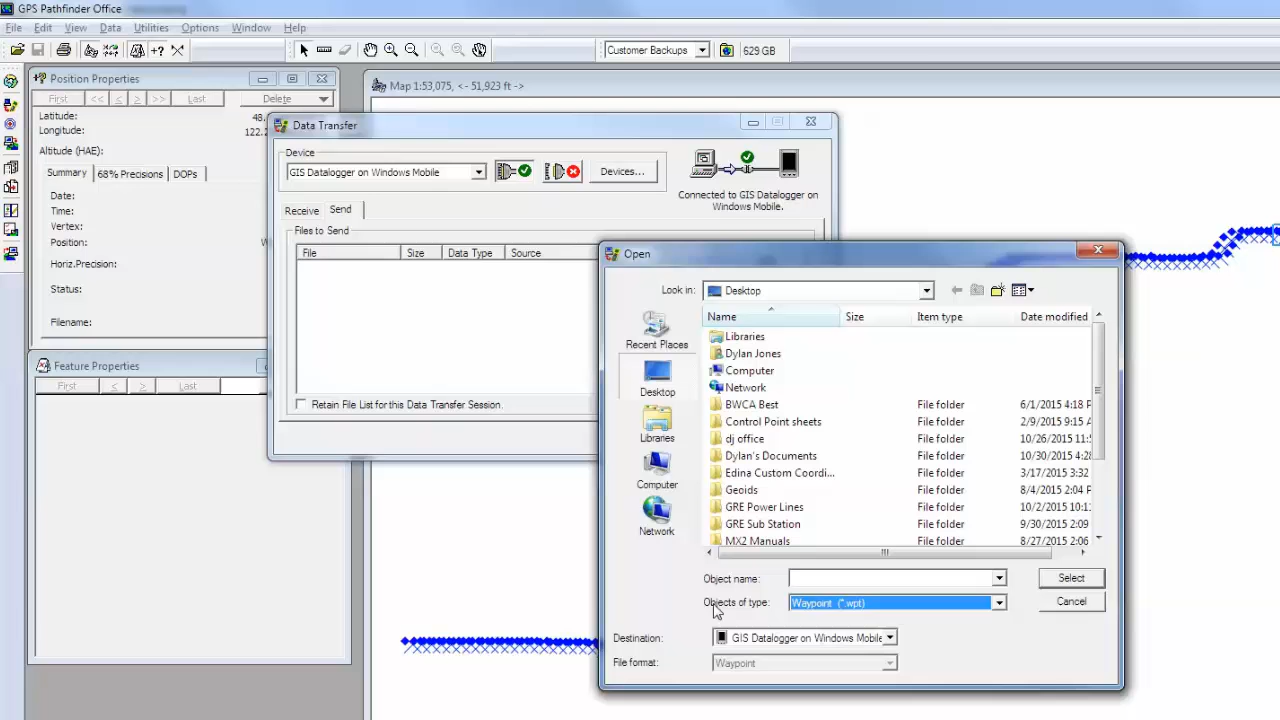 GPS Pathfinder Office
File Edit View Data Utilities Options Window Help
Customer Backups 629 GB
Position Properties
First << < > >> Last Delete
Latitude: 48.
Longitude: 122.
Altitude (HAE):
Summary 68% Precisions DOPs
Date:
Time:
Vertex:
Position:
Horiz.Precision:
Status:
Filename:
Feature Properties
First < > Last
Map 1:53,075, <- 51,923 ft ->
Data Transfer
Device
GIS Datalogger on Windows Mobile Devices...
Connected to GIS Datalogger on
Windows Mobile.
Receive Send
Files to Send
File Size Data Type Source
Retain File List for this Data Transfer Session.
Open
Look in: Desktop
Name Size Item type Date modified
Recent Places
Desktop
Libraries
Computer
Network
Libraries
Dylan Jones
Computer
Network
BWCA Best File folder 6/1/2015 4:18 P
Control Point sheets File folder 2/9/2015 9:15 A
dj office File folder 10/26/2015 11:
Dylan's Documents File folder 10/30/2015 4:28
Edina Custom Coordi... File folder 3/17/2015 3:32
Geoids File folder 8/4/2015 2:04 P
GRE Power Lines File folder 10/2/2015 10:1
GRE Sub Station File folder 9/30/2015 2:09
MX2 Manuals File folder 8/27/2015 2:06
Object name: Select
Objects of type: Waypoint (*.wpt) Cancel
Destination: GIS Datalogger on Windows Mobile
File format: Waypoint